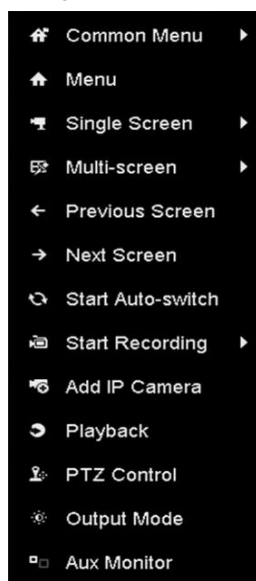 Common Menu
Menu
Single Screen
Multi-screen
Previous Screen
Next Screen
Start Auto-switch
Start Recording
Add IP Camera
Playback
PTZ Control
Output Mode
Aux Monitor